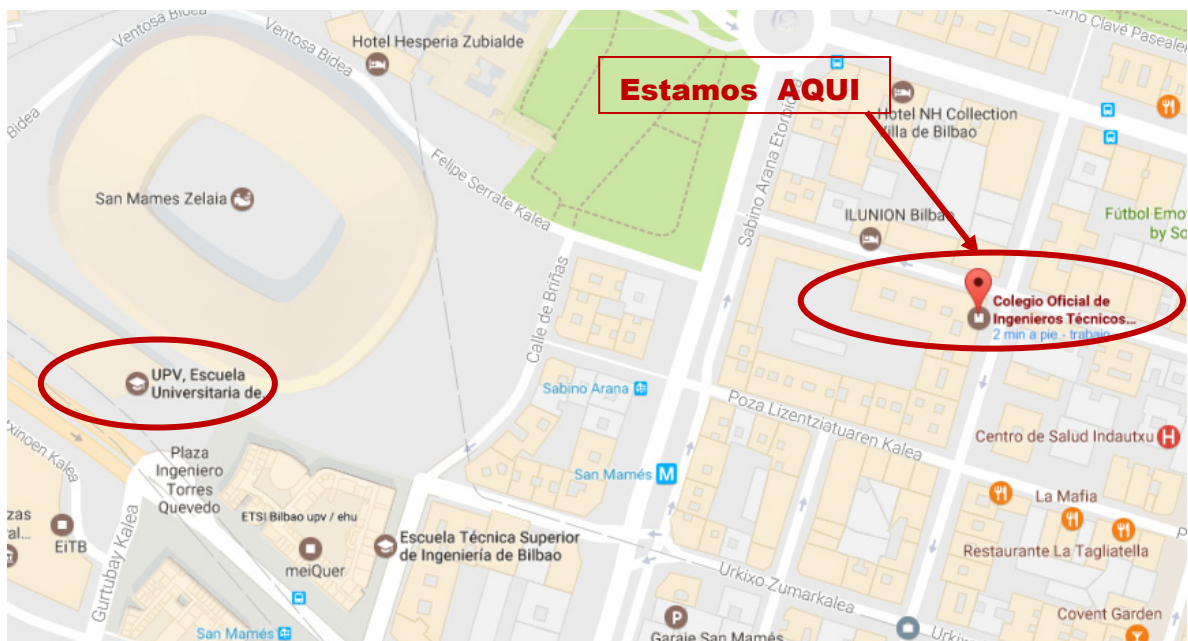 Ventosa Bidea
Ventosa Bidea
Hotel Hesperia Zubialde
Clavé Pasealek
Estamos AQUI
Hotel NH Collection
Villa de Bilbao
Bidea
Felipe Serrate Kalea
Sabino Arana Etorbidea
San Mames Zelaia
ILUNION Bilbao
Fútbol Emot
by So
Calle de Briñas
Colegio Oficial de
Ingenieros Técnicos...
2 min a pie - trabajo
UPV, Escuela
Universitaria de...
Sabino Arana
Poza Lizentziatuaren Kalea
Centro de Salud Indautxu
H
Plaza
Ingeniero
Torres
Quevedo
San Mamés
M
La Mafia
ETSI Bilbao upv / ehu
EiTB
Escuela Técnica Superior
de Ingeniería de Bilbao
meiQuer
Restaurante La Tagliatella
Gurtubay Kalea
Urkixo Zumarkalea
P
Garaje San Mamés
Covent Garden
San Mamés